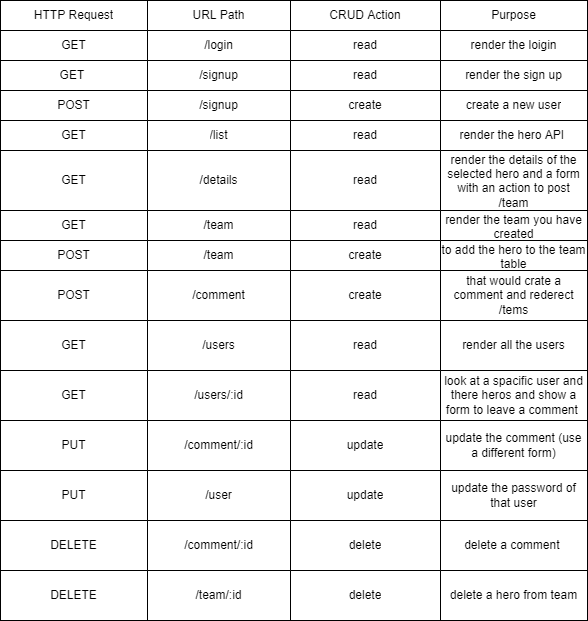 HTTP Request URL Path CRUD Action Purpose
GET /login read render the loigin
GET /signup read render the sign up
POST /signup create create a new user
GET /list read render the hero API
GET /details read render the details of the
selected hero and a form
with an action to post
/team
GET /team read render the team you have
created
POST /team create to add the hero to the team
table
POST /comment create that would crate a
comment and rederect
/tems
GET /users read render all the users
GET /users/:id read look at a spacific user and
there heros and show a
form to leave a comment
PUT /comment/:id update update the comment (use
a different form)
PUT /user update update the password of
that user
DELETE /comment/:id delete delete a comment
DELETE /team/:id delete delete a hero from team